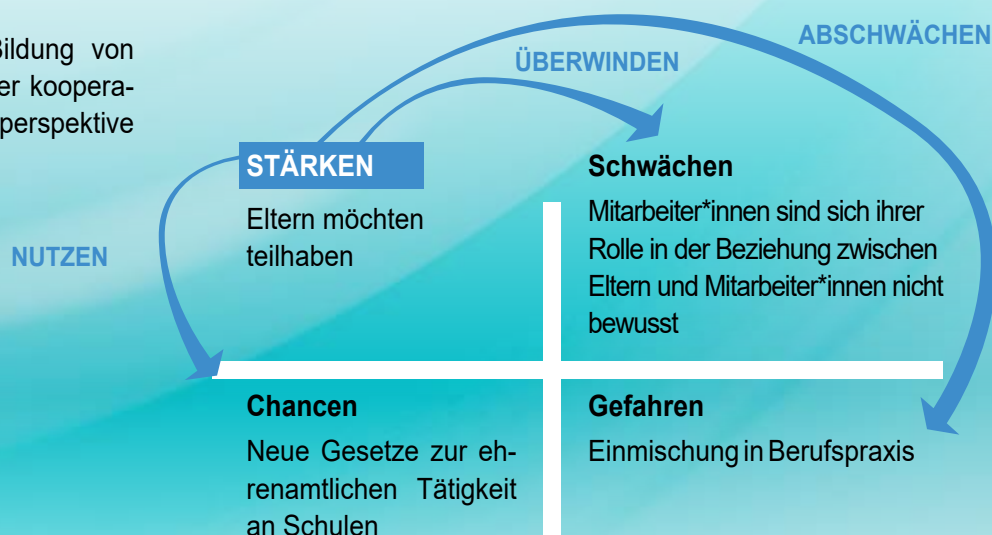 Bildung von
er koopera-
perspektive
ABSCHWÄCHEN
ÜBERWINDEN
NUTZEN
STÄRKEN
Eltern möchten
teilhaben
Schwächen
Mitarbeiter*innen sind sich ihrer
Rolle in der Beziehung zwischen
Eltern und Mitarbeiter*innen nicht
bewusst
Chancen
Neue Gesetze zur eh-
renamtlichen Tätigkeit
an Schulen
Gefahren
Einmischung in Berufspraxis